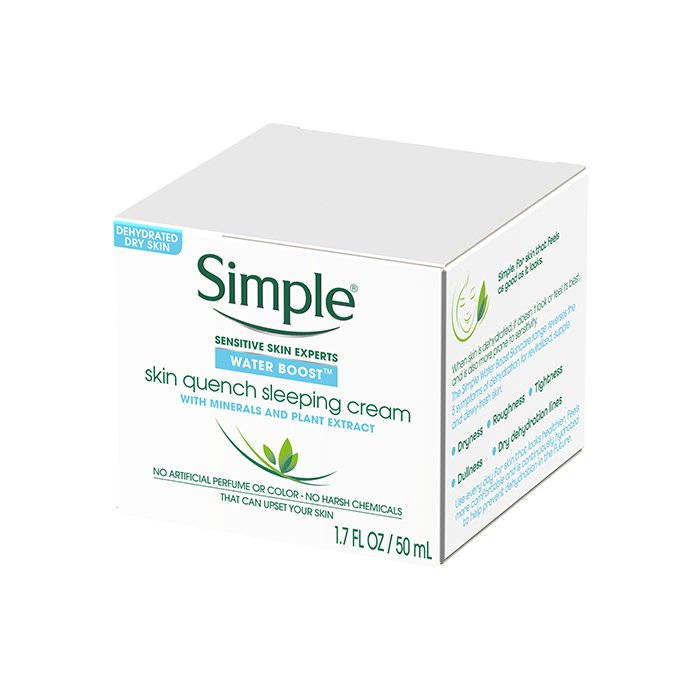 DEHYDRATED
DRY SKIN
Simple®
SENSITIVE SKIN EXPERTS
WATER BOOST™
skin quench sleeping cream
WITH MINERALS AND PLANT EXTRACT
NO ARTIFICIAL PERFUME OR COLOR - NO HARSH CHEMICALS
THAT CAN UPSET YOUR SKIN
1.7 FL OZ / 50 mL
Simple. For skin that feels
as good as it looks.
When skin is dehydrated, it doesn't look or feel its best,
and is also more prone to sensitivity.
The Simple Water Boost Skincare range reverses the
5 symptoms of dehydration for revitalized, supple
and dewy-fresh skin:
• Dryness • Roughness • Tightness
• Dullness • Dry dehydration lines
Use every day. For skin that looks healthier, feels
more comfortable and is continuously hydrated
to help prevent dehydration in the future.